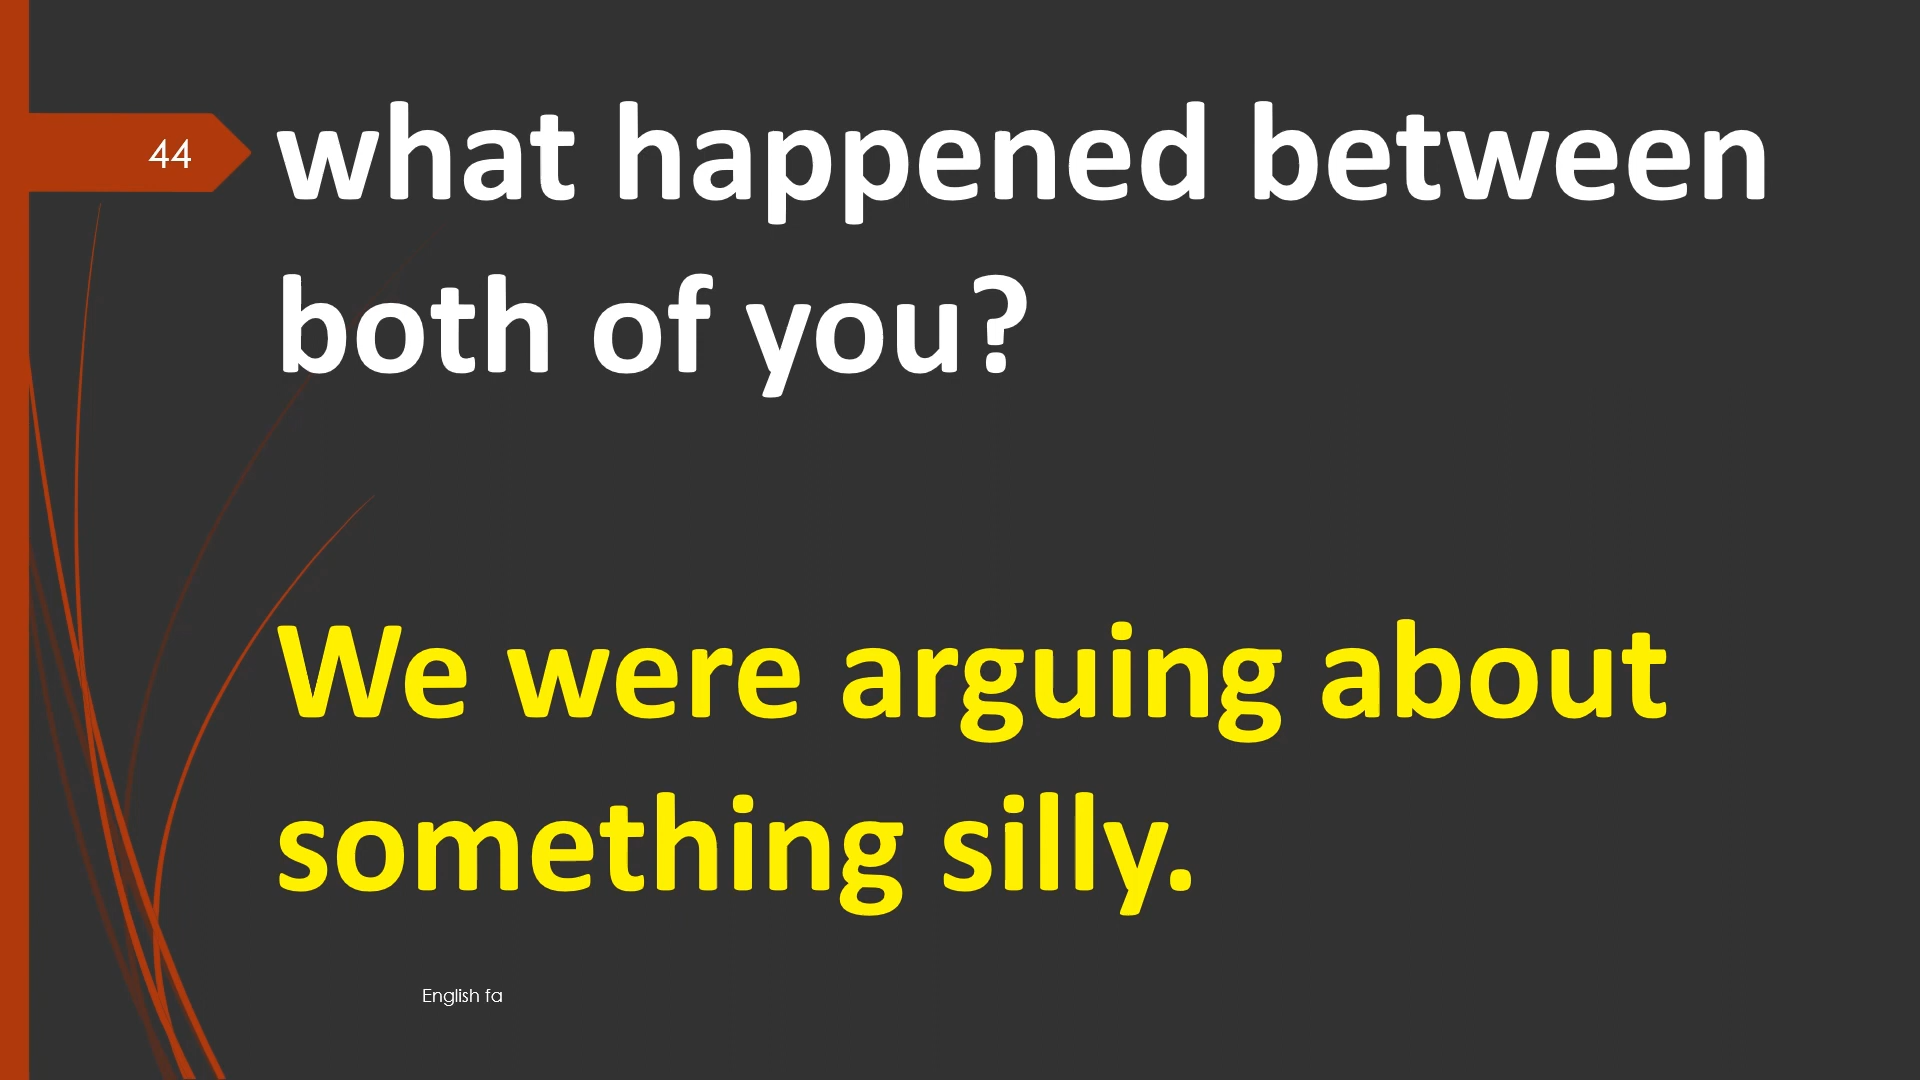 44
what happened between
both of you?
We were arguing about
something silly.
English fa